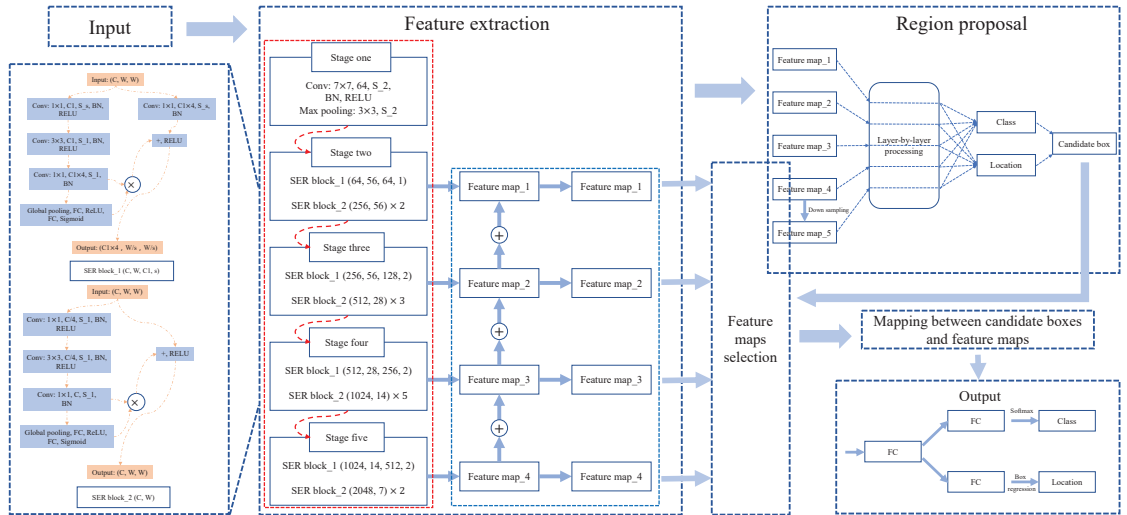 Input
Input: (C, W, W)
Conv: 1×1, C1, S_s, BN,
RELU
Conv: 1×1, C1×4, S_s,
BN
Conv: 3×3, C1, S_1, BN,
RELU
+, RELU
Conv: 1×1, C1×4, S_1,
BN
×
Global pooling, FC, ReLU,
FC, Sigmoid
Output: (C1×4 , W/s , W/s)
SER block_1 (C, W, C1, s)
Input: (C, W, W)
Conv: 1×1, C/4, S_1, BN,
RELU
Conv: 3×3, C/4, S_1, BN,
RELU
+, RELU
Conv: 1×1, C, S_1,
BN
×
Global pooling, FC, ReLU,
FC, Sigmoid
Output: (C, W, W)
SER block_2 (C, W)
Feature extraction
Stage one
Conv: 7×7, 64, S_2,
BN, RELU
Max pooling: 3×3, S_2
Stage two
SER block_1 (64, 56, 64, 1)
SER block_2 (256, 56) × 2
Stage three
SER block_1 (256, 56, 128, 2)
SER block_2 (512, 28) × 3
Stage four
SER block_1 (512, 28, 256, 2)
SER block_2 (1024, 14) × 5
Stage five
SER block_1 (1024, 14, 512, 2)
SER block_2 (2048, 7) × 2
Feature map_1
Feature map_1
+
Feature map_2
Feature map_2
+
Feature map_3
Feature map_3
+
Feature map_4
Feature map_4
Feature
maps
selection
Region proposal
Feature map_1
Feature map_2
Feature map_3
Feature map_4
Down sampling
Feature map_5
Layer-by-layer
processing
Class
Location
Candidate box
Mapping between candidate boxes
and feature maps
Output
FC
FC
Softmax
Class
FC
Box
regression
Location